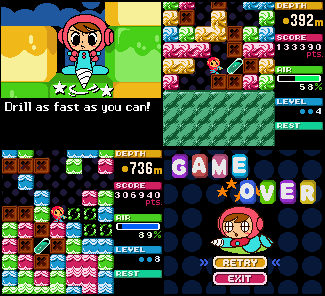 Drill as fast as you can!
DEPTH
392m
SCORE
133390
pts.
AIR
58%
LEVEL
4
REST
DEPTH
736m
SCORE
306940
pts.
AIR
89%
LEVEL
8
REST
GAME
OVER
RETRY
EXIT